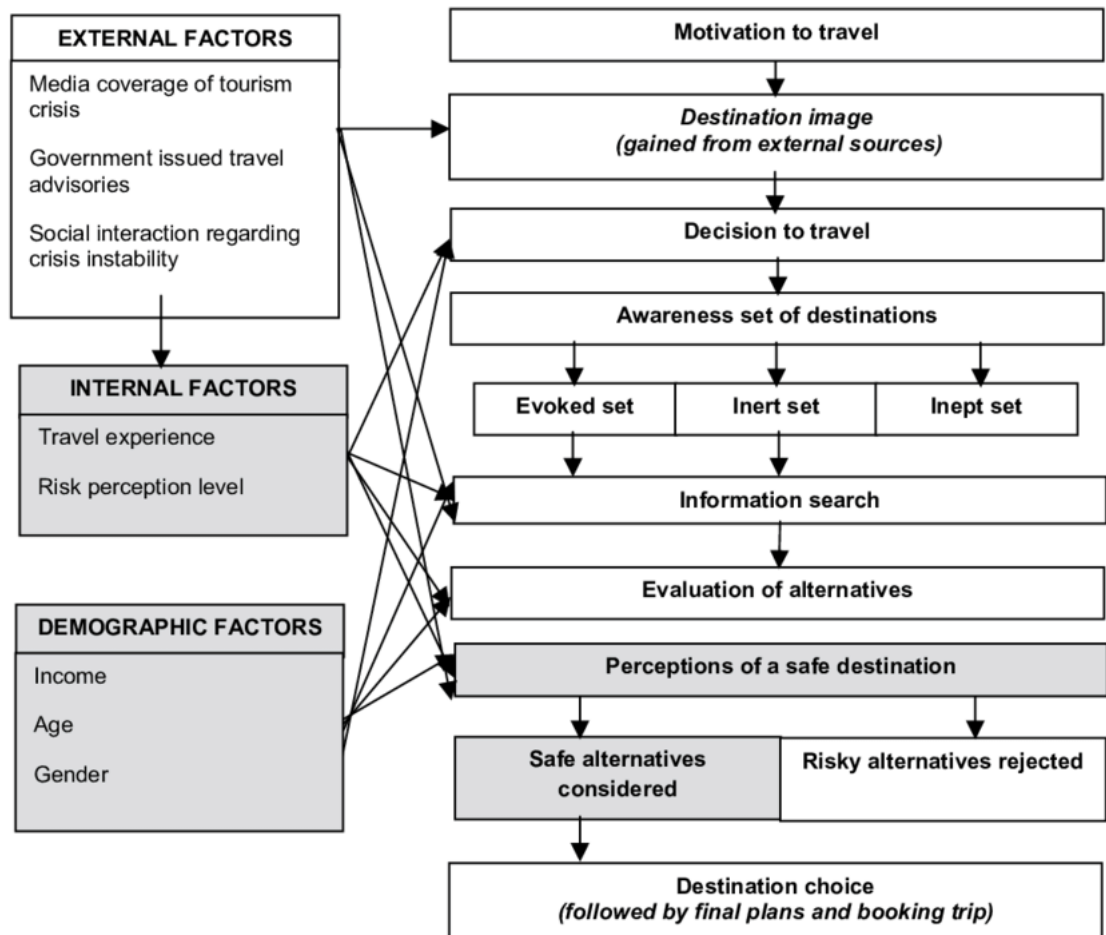 EXTERNAL FACTORS
Media coverage of tourism
crisis
Government issued travel
advisories
Social interaction regarding
crisis instability
INTERNAL FACTORS
Travel experience
Risk perception level
DEMOGRAPHIC FACTORS
Income
Age
Gender
Motivation to travel
Destination image
(gained from external sources)
Decision to travel
Awareness set of destinations
Evoked set
Inert set
Inept set
Information search
Evaluation of alternatives
Perceptions of a safe destination
Safe alternatives
considered
Risky alternatives rejected
Destination choice
(followed by final plans and booking trip)